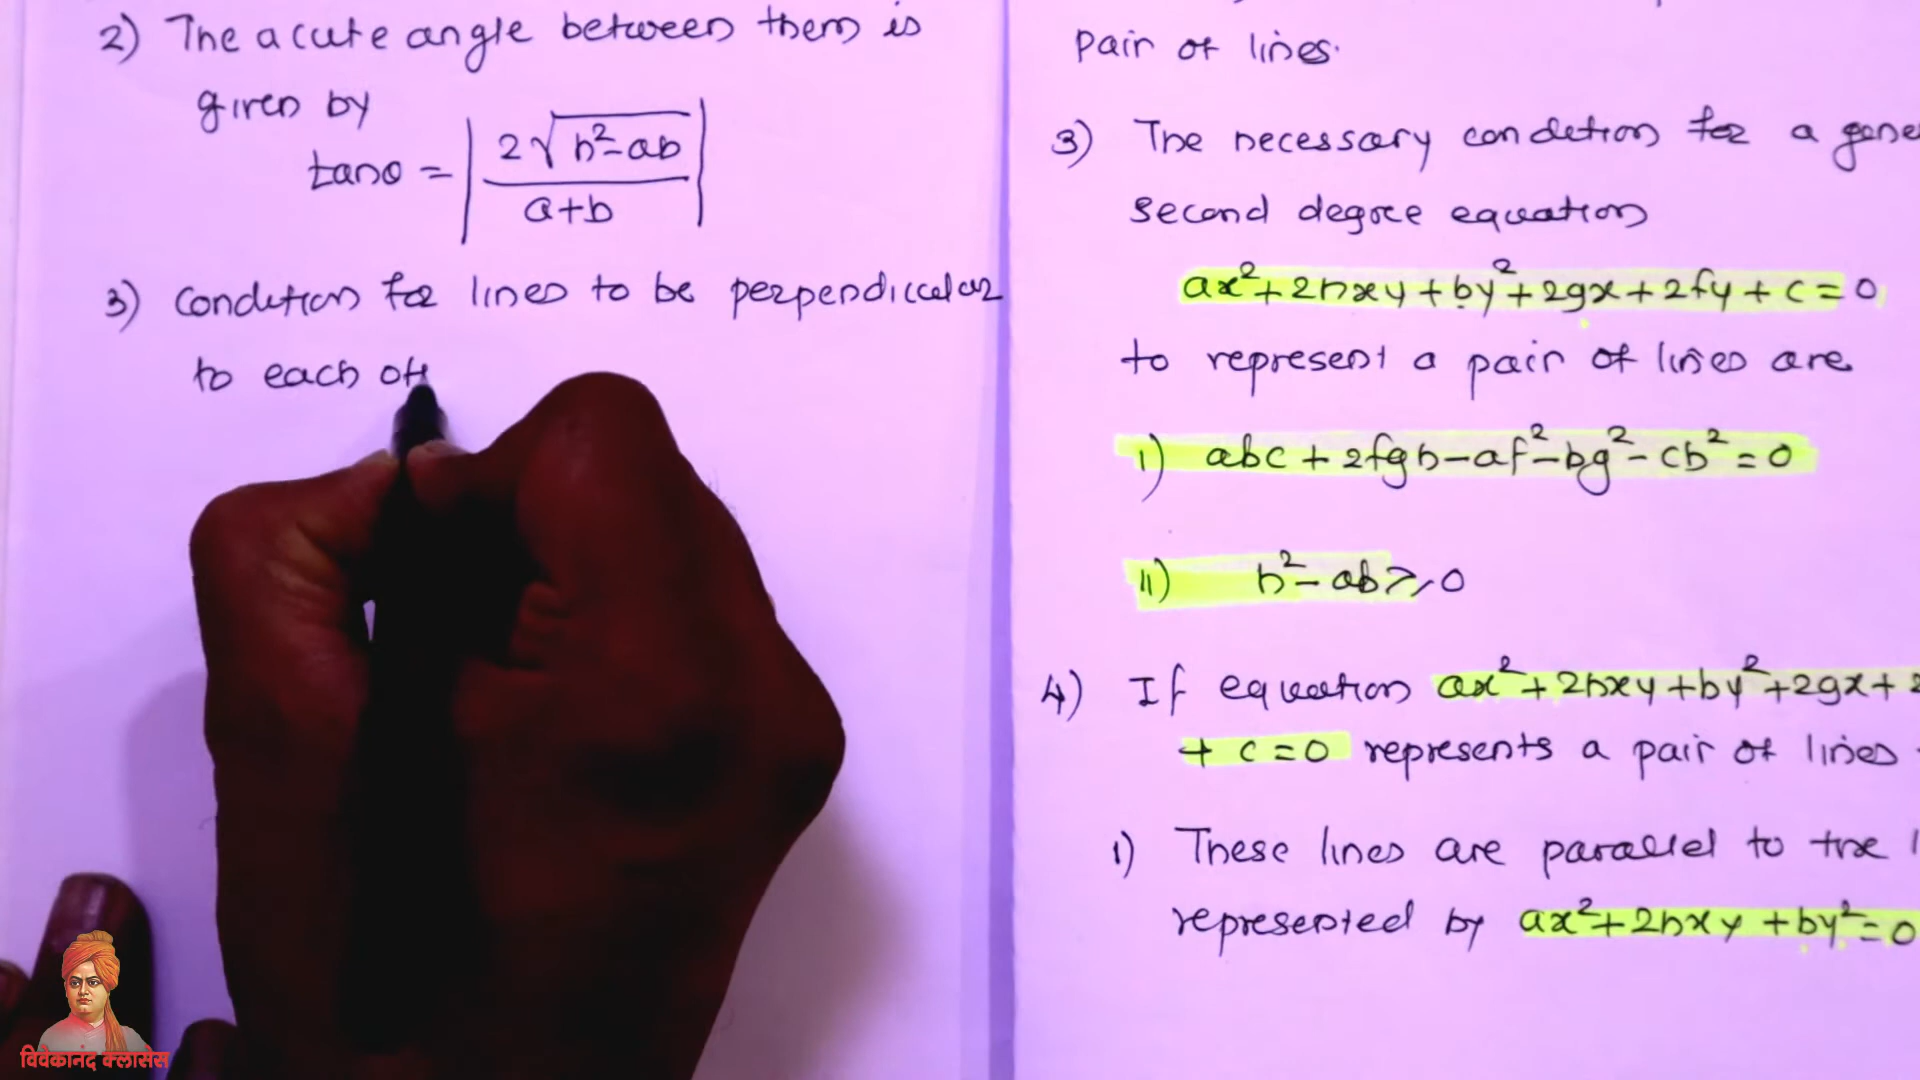 2) The acute angle between them is
given by
tanθ = | 2√h²-ab / a+b |
3) Condition for lines to be perpendicular
to each oth
pair of lines.
3) The necessary condition for a gene
second degree equation
ax²+2hxy+by²+2gx+2fy+c=0
to represent a pair of lines are
i) abc+2fgh-af²-bg²-ch²=0
ii) h²-ab≥0
4) If equation ax²+2hxy+by²+2gx+2
+c=0 represents a pair of lines
1) These lines are parallel to the l
represented by ax²+2hxy+by²=0
विवेकानंद क्लासेस